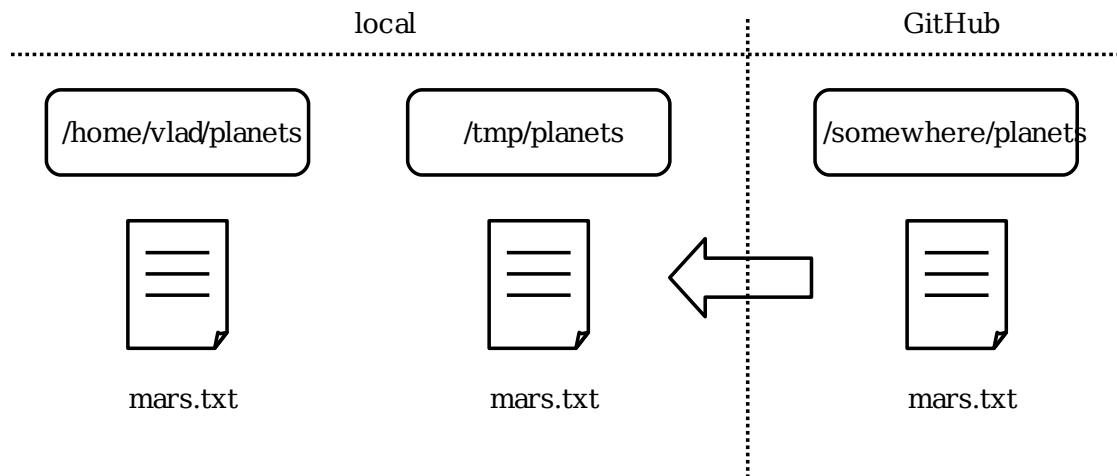 local
GitHub
/home/vlad/planets
/tmp/planets
/somewhere/planets
mars.txt
mars.txt
mars.txt